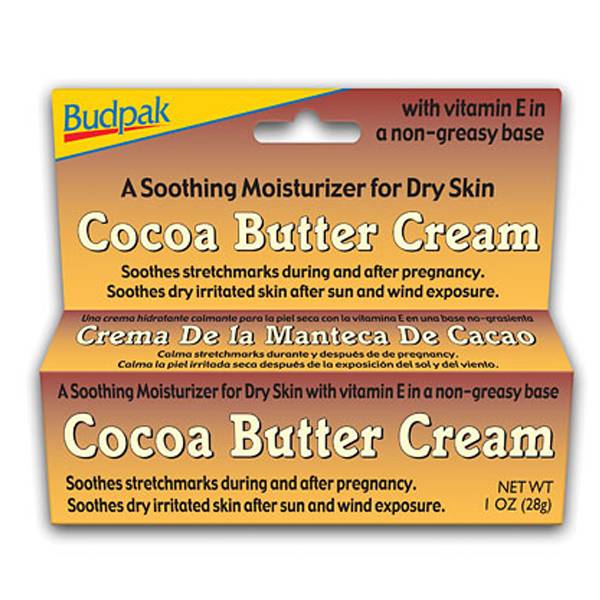 Budpak
with vitamin E in
a non-greasy base
A Soothing Moisturizer for Dry Skin
Cocoa Butter Cream
Soothes stretchmarks during and after pregnancy.
Soothes dry irritated skin after sun and wind exposure.
Una crema hidratante calmante para la piel seca con la vitamina E en una base no-grasienta
Crema De la Manteca De Cacao
Calma stretchmarks durante y después de de pregnancy.
Calma la piel irritada seca después de la exposición del sol y del viento.
A Soothing Moisturizer for Dry Skin with vitamin E in a non-greasy base
Cocoa Butter Cream
Soothes stretchmarks during and after pregnancy.
Soothes dry irritated skin after sun and wind exposure.
NET WT
1 OZ (28g)